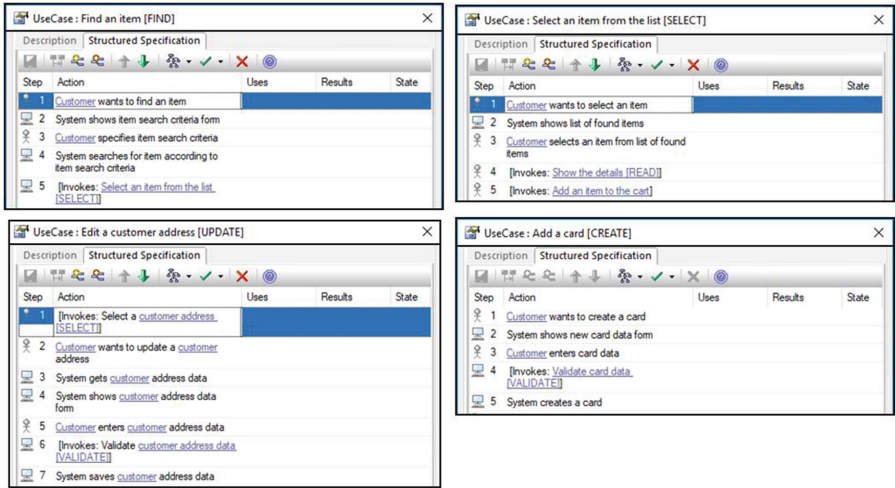 UseCase : Find an item [FIND]
Description Structured Specification
Step Action Uses Results State
1 Customer wants to find an item
2 System shows item search criteria form
3 Customer specifies item search criteria
4 System searches for item according to
item search criteria
5 [Invokes: Select an item from the list
[SELECT]]
UseCase : Select an item from the list [SELECT]
Description Structured Specification
Step Action Uses Results State
1 Customer wants to select an item
2 System shows list of found items
3 Customer selects an item from list of found
items
4 [Invokes: Show the details [READ]]
5 [Invokes: Add an item to the cart]
UseCase : Edit a customer address [UPDATE]
Description Structured Specification
Step Action Uses Results State
1 [Invokes: Select a customer address
[SELECT]]
2 Customer wants to update a customer
address
3 System gets customer address data
4 System shows customer address data
form
5 Customer enters customer address data
6 [Invokes: Validate customer address data
[VALIDATE]]
7 System saves customer address data
UseCase : Add a card [CREATE]
Description Structured Specification
Step Action Uses Results State
1 Customer wants to create a card
2 System shows new card data form
3 Customer enters card data
4 [Invokes: Validate card data
[VALIDATE]]
5 System creates a card